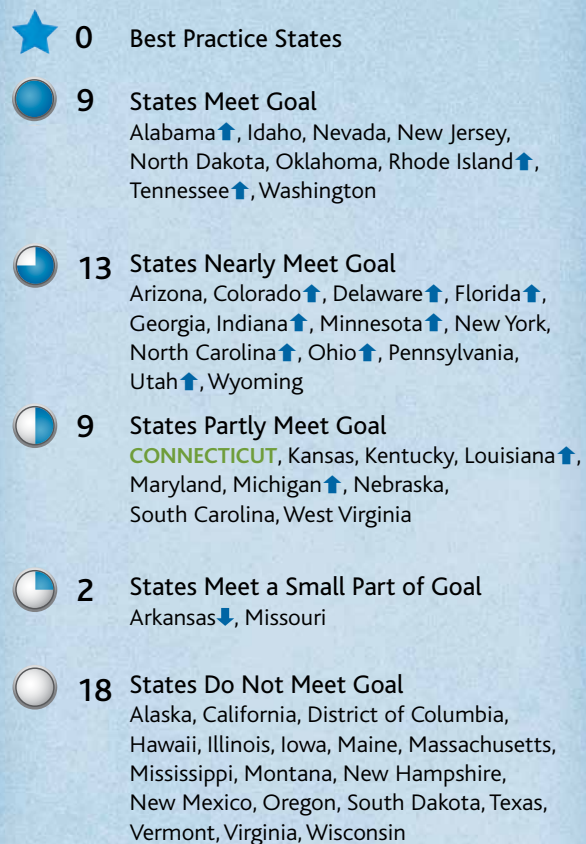 0 Best Practice States
9 States Meet Goal
Alabama⬆, Idaho, Nevada, New Jersey,
North Dakota, Oklahoma, Rhode Island⬆,
Tennessee⬆, Washington
13 States Nearly Meet Goal
Arizona, Colorado⬆, Delaware⬆, Florida⬆,
Georgia, Indiana⬆, Minnesota⬆, New York,
North Carolina⬆, Ohio⬆, Pennsylvania,
Utah⬆, Wyoming
9 States Partly Meet Goal
CONNECTICUT, Kansas, Kentucky, Louisiana⬆,
Maryland, Michigan⬆, Nebraska,
South Carolina, West Virginia
2 States Meet a Small Part of Goal
Arkansas⬇, Missouri
18 States Do Not Meet Goal
Alaska, California, District of Columbia,
Hawaii, Illinois, Iowa, Maine, Massachusetts,
Mississippi, Montana, New Hampshire,
New Mexico, Oregon, South Dakota, Texas,
Vermont, Virginia, Wisconsin